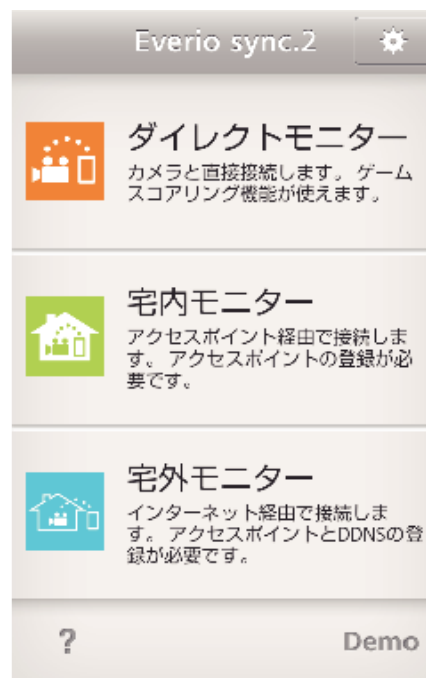 Everio sync.2
ダイレクトモニター
カメラと直接接続します。ゲーム
スコアリング機能が使えます。
宅内モニター
アクセスポイント経由で接続しま
す。アクセスポイントの登録が必
要です。
宅外モニター
インターネット経由で接続しま
す。アクセスポイントとDDNSの登
録が必要です。
?
Demo